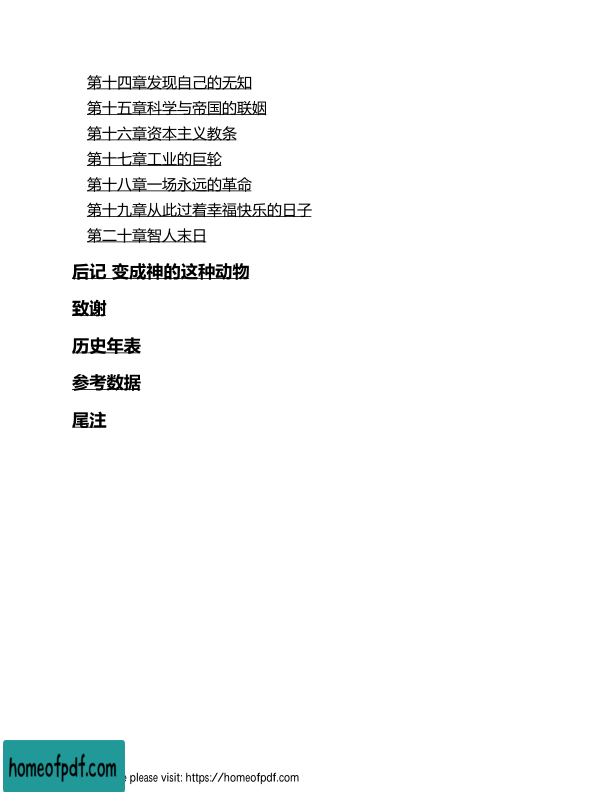 第十四章发现自己的无知
第十五章科学与帝国的联姻
第十六章资本主义教条
第十七章工业的巨轮
第十八章一场永远的革命
第十九章从此过着幸福快乐的日子
第二十章智人末日
后记 变成神的这种动物
致谢
历史年表
参考数据
尾注
homeofpdf.com
please visit: https://homeofpdf.com